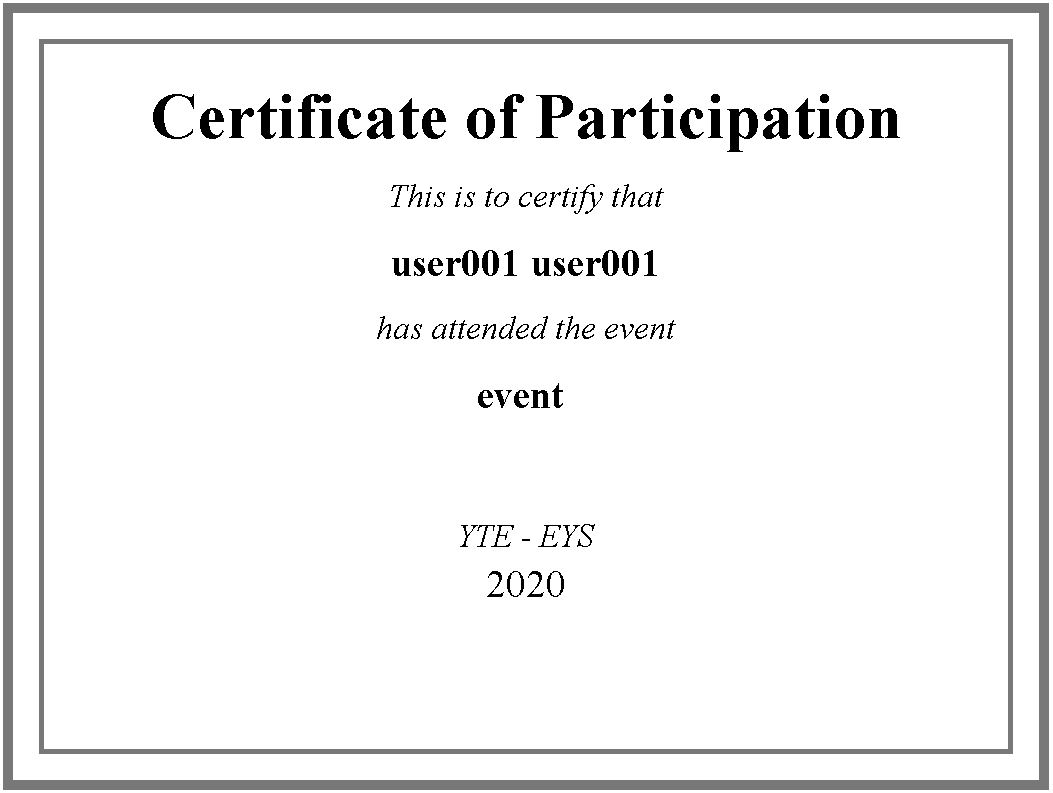 Certificate of Participation
This is to certify that
user001 user001
has attended the event
event
YTE - EYS
2020